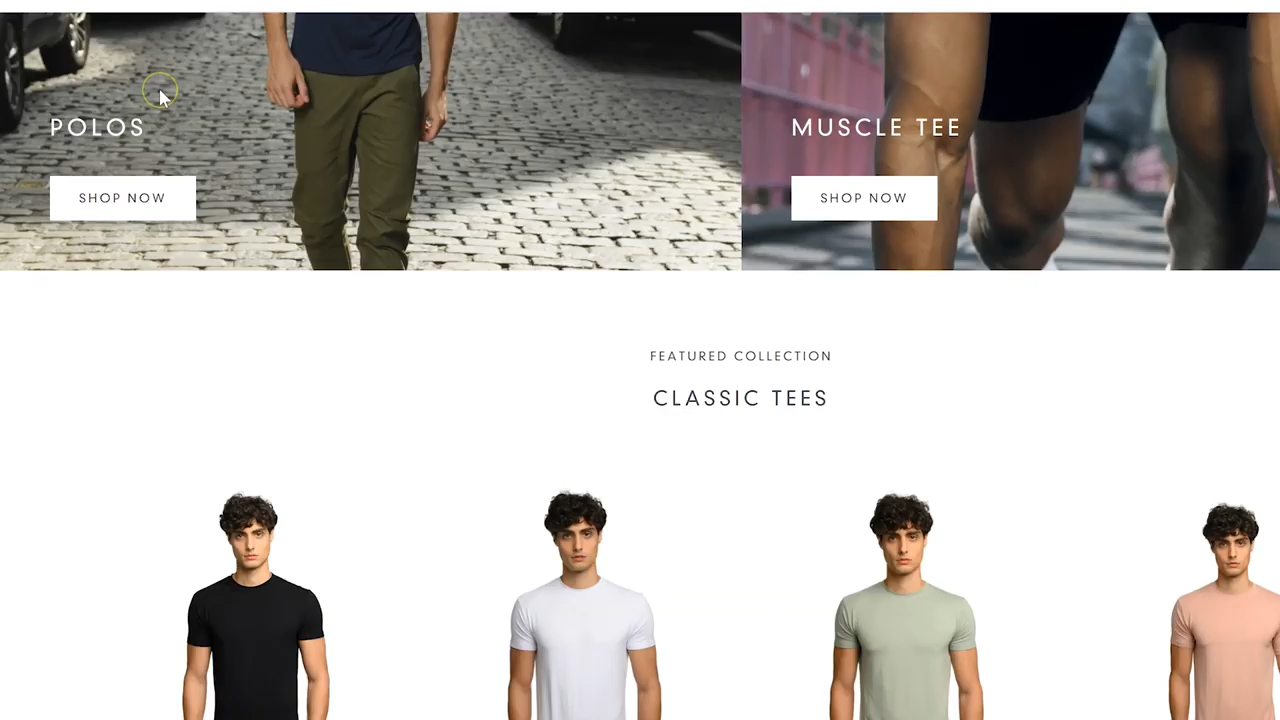 POLOS
SHOP NOW
MUSCLE TEE
SHOP NOW
FEATURED COLLECTION
CLASSIC TEES